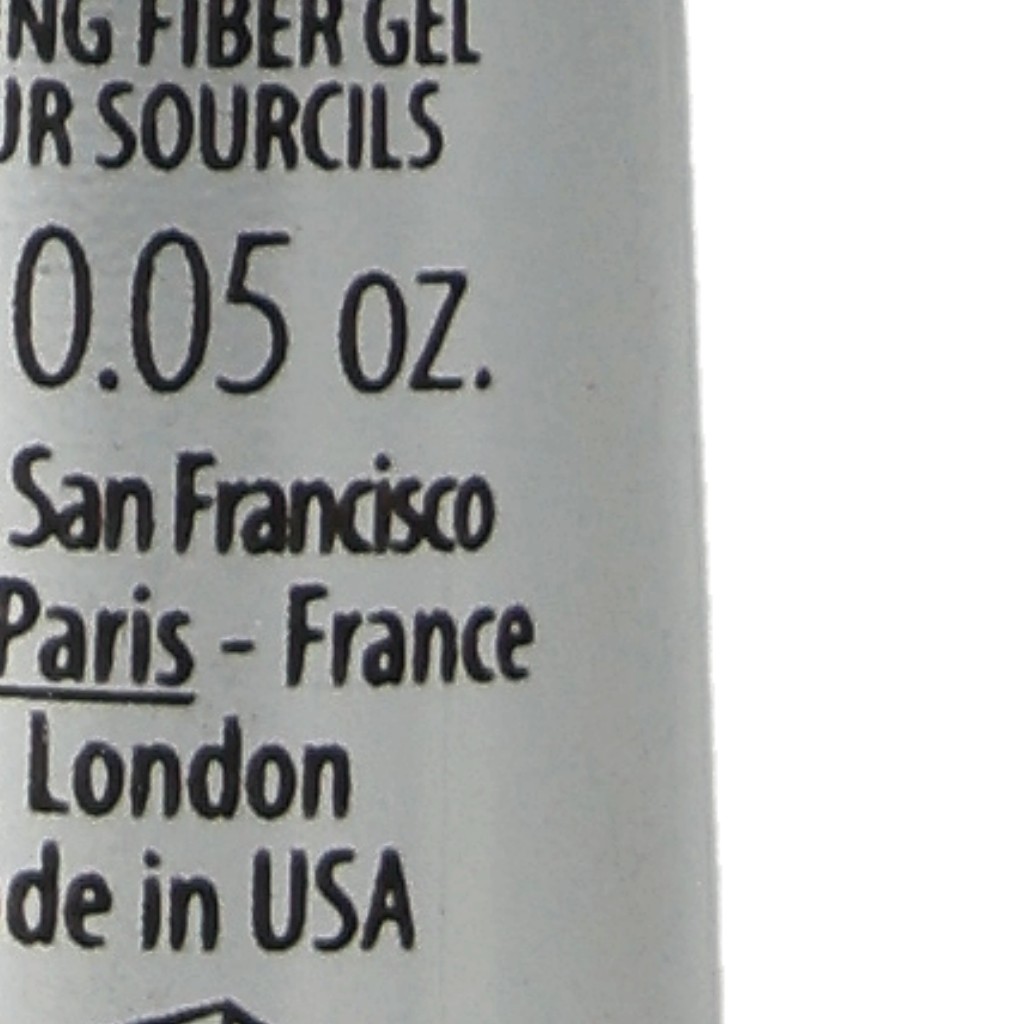 NG FIBER GEL
UR SOURCILS
0.05 OZ.
San Francisco
Paris - France
London
de in USA